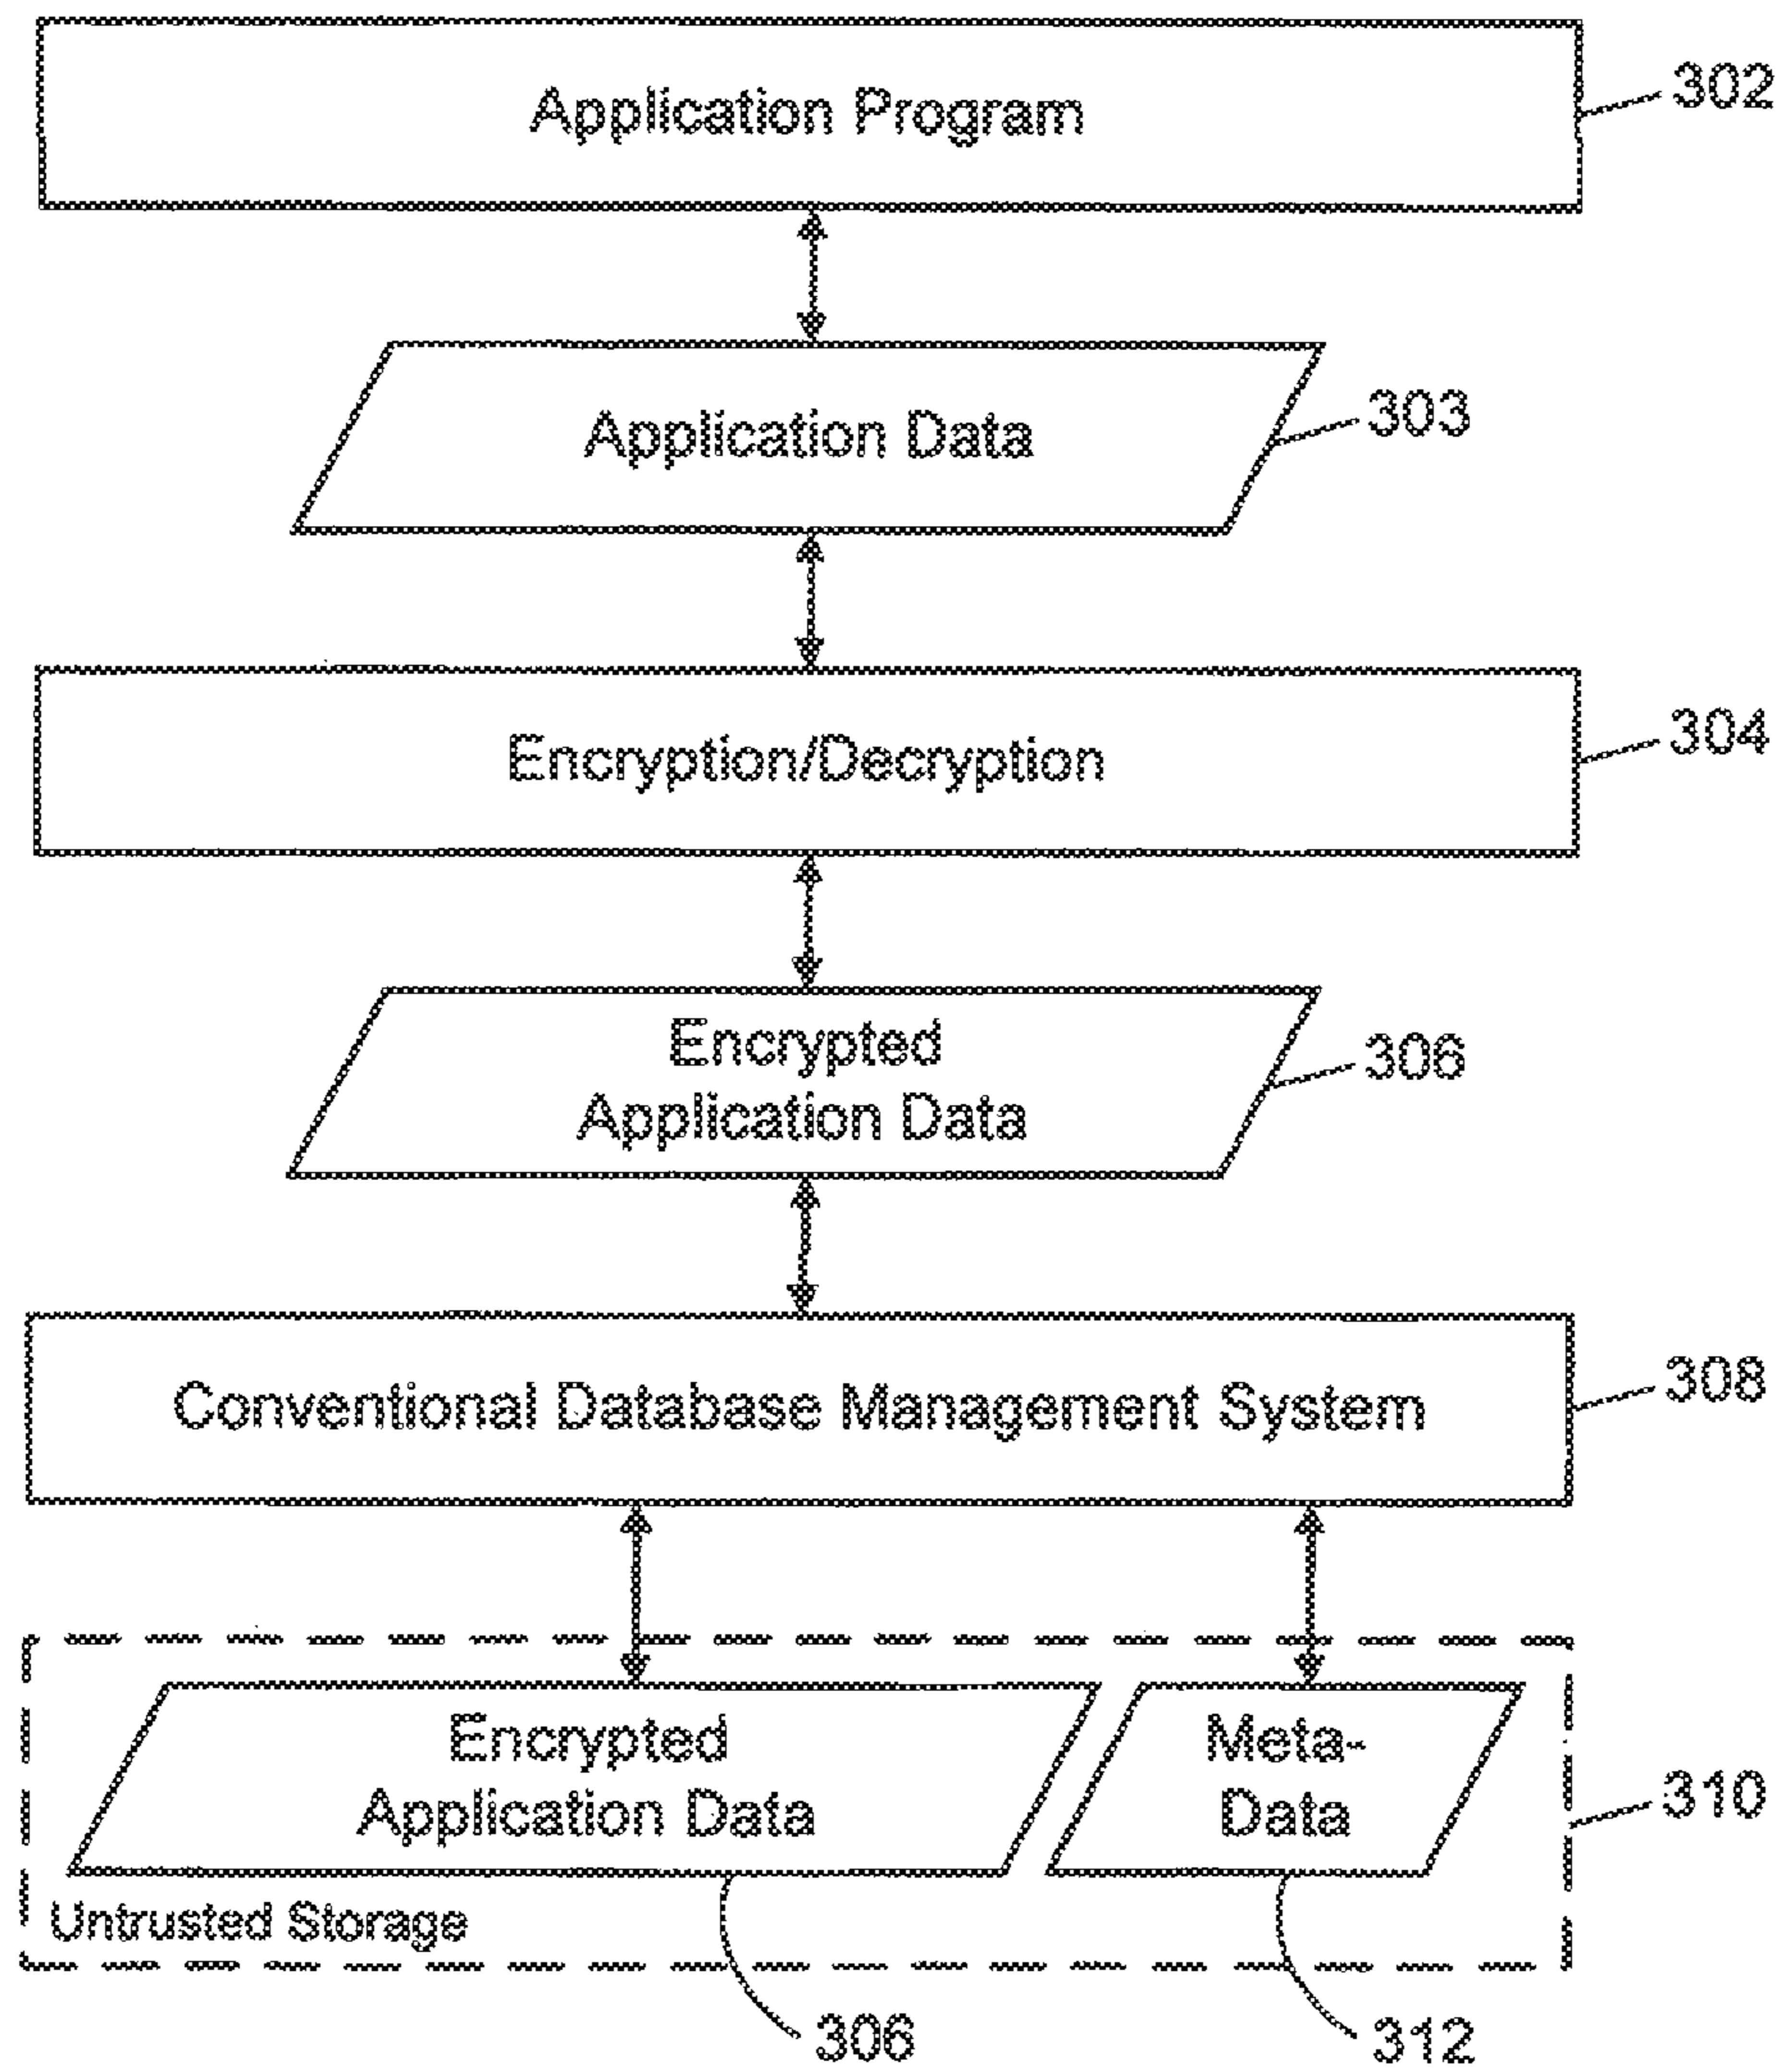 Application Program
302
Application Data
303
Encryption/Decryption
304
Encrypted
Application Data
306
Conventional Database Management System
308
Encrypted
Application Data
Meta-
Data
310
Untrusted Storage
306
312